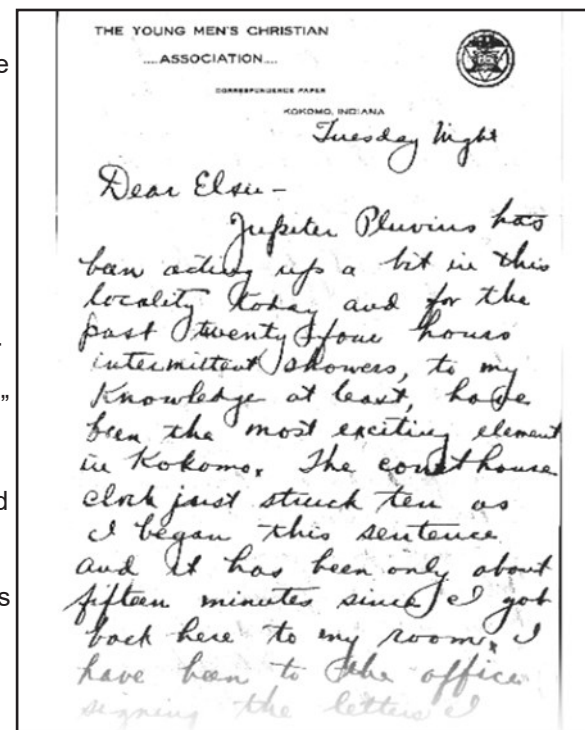 THE YOUNG MEN'S CHRISTIAN
....ASSOCIATION....
CORRESPONDENCE PAPER
KOKOMO, INDIANA
Tuesday Night
Dear Elsie –
Jupiter Pluvius has
been acting up a bit in this
locality today and for the
past twenty four hours
intermittent showers, to my
knowledge at least, have
been the most exciting element
in Kokomo. The courthouse
clock just struck ten as
I began this sentence
and it has been only about
fifteen minutes since I got
back here to my room. I
have been to the office
signing the letters I